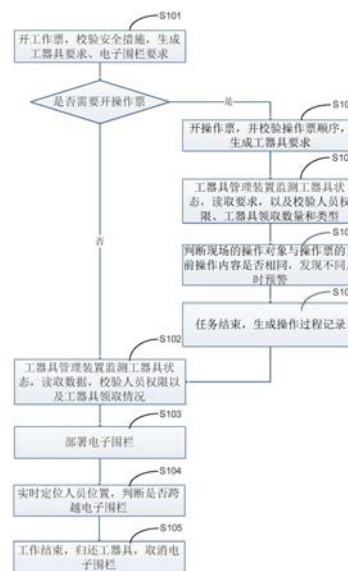 S101
开工作票，校验安全措施，生成
工器具要求、电子围栏要求
是否需要开操作票
是
否
S10
开操作票，并校验操作票顺序，
生成工器具要求
S10
工器具管理装置监测工器具状
态，读取要求，以及校验人员权
限、工器具领取数量和类型
S10
判断现场的操作对象与操作票的
前操作内容是否相同，发现不同
时预警
S10
任务结束，生成操作过程记录
S102
工器具管理装置监测工器具状
态，读取数据，校验人员权限以
及工器具领取情况
S103
部署电子围栏
S104
实时定位人员位置，判断是否跨
越电子围栏
S105
工作结束，归还工器具，取消电
子围栏